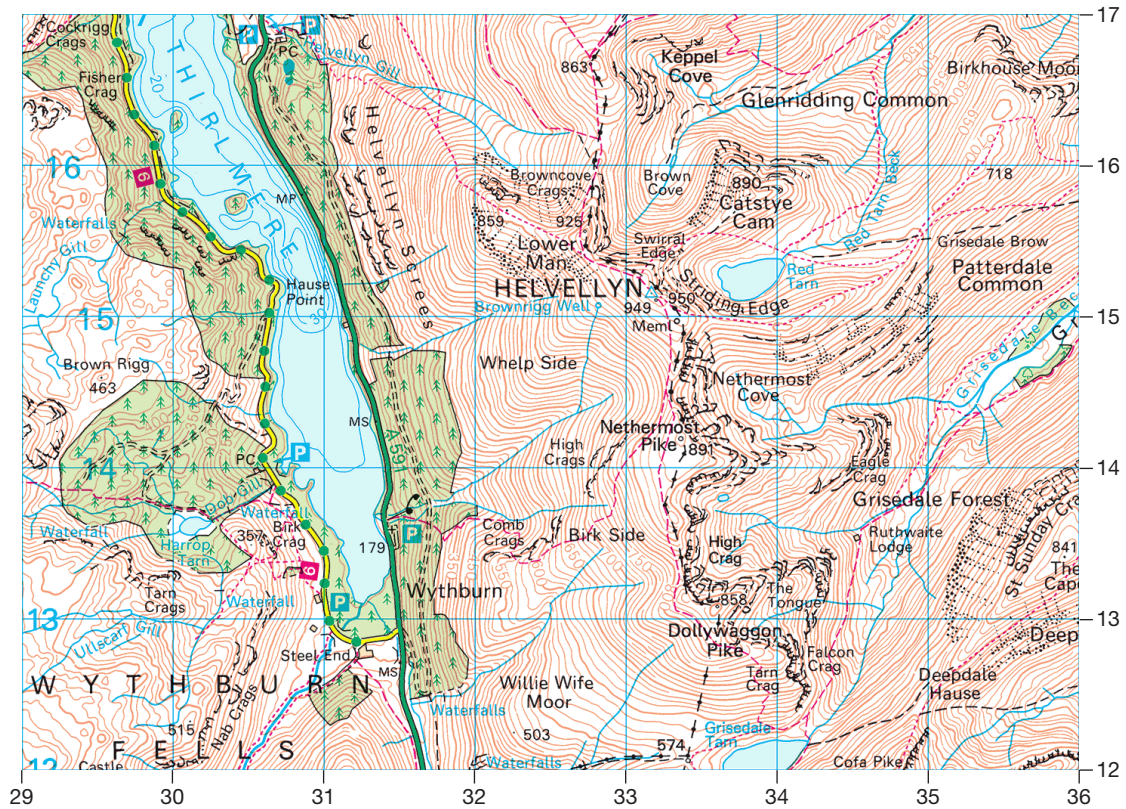 17
Cockrigg
Crags
P
P
PC
Helvellyn Gill
863
Keppel
Cove
Birkhouse Moor
Fisher
Crag
20
THIRLMERE
Glenridding Common
Helvellyn Screes
16
16
6
Browncove
Crags
Brown
Cove
890
Catstye
Cam
Red Tarn Beck
718
MP
Waterfalls
859
925
Lower
Man
Swirral
Edge
Grisedale Brow
Launchy Gill
Red
Tarn
Patterdale
Common
Hause
Point
HELVELLYN
950
Striding Edge
Brownrigg Well
949
30
15
Meml
15
Grisedale Bec
G r
Brown Rigg
463
Whelp Side
Nethermost
Cove
MS
A591
Nethermost
Pike
891
High
Crags
PC
P
14
Eagle
Crag
14
Dob Gill
Grisedale Forest
Waterfall
Waterfall
Birk
Crag
357
P
Comb
Crags
Birk Side
Ruthwaite
Lodge
St Sunday Cra
Harrop
Tarn
179
High
Crag
841
The
Cape
6
Tarn
Crags
Waterfall
P
Wythburn
858
The
Tongue
13
13
Ullscarf Gill
Dollywaggon
Pike
Deep
Steel End
Falcon
Crag
MS
Tarn
Crag
WYTHBURN
Willie Wife
Moor
Deepdale
Hause
Nab Crags
Waterfalls
515
503
Grisedale
Tarn
574
FELLS
Castle
Waterfalls
Cofa Pike
12
12
29
30
31
32
33
34
35
36